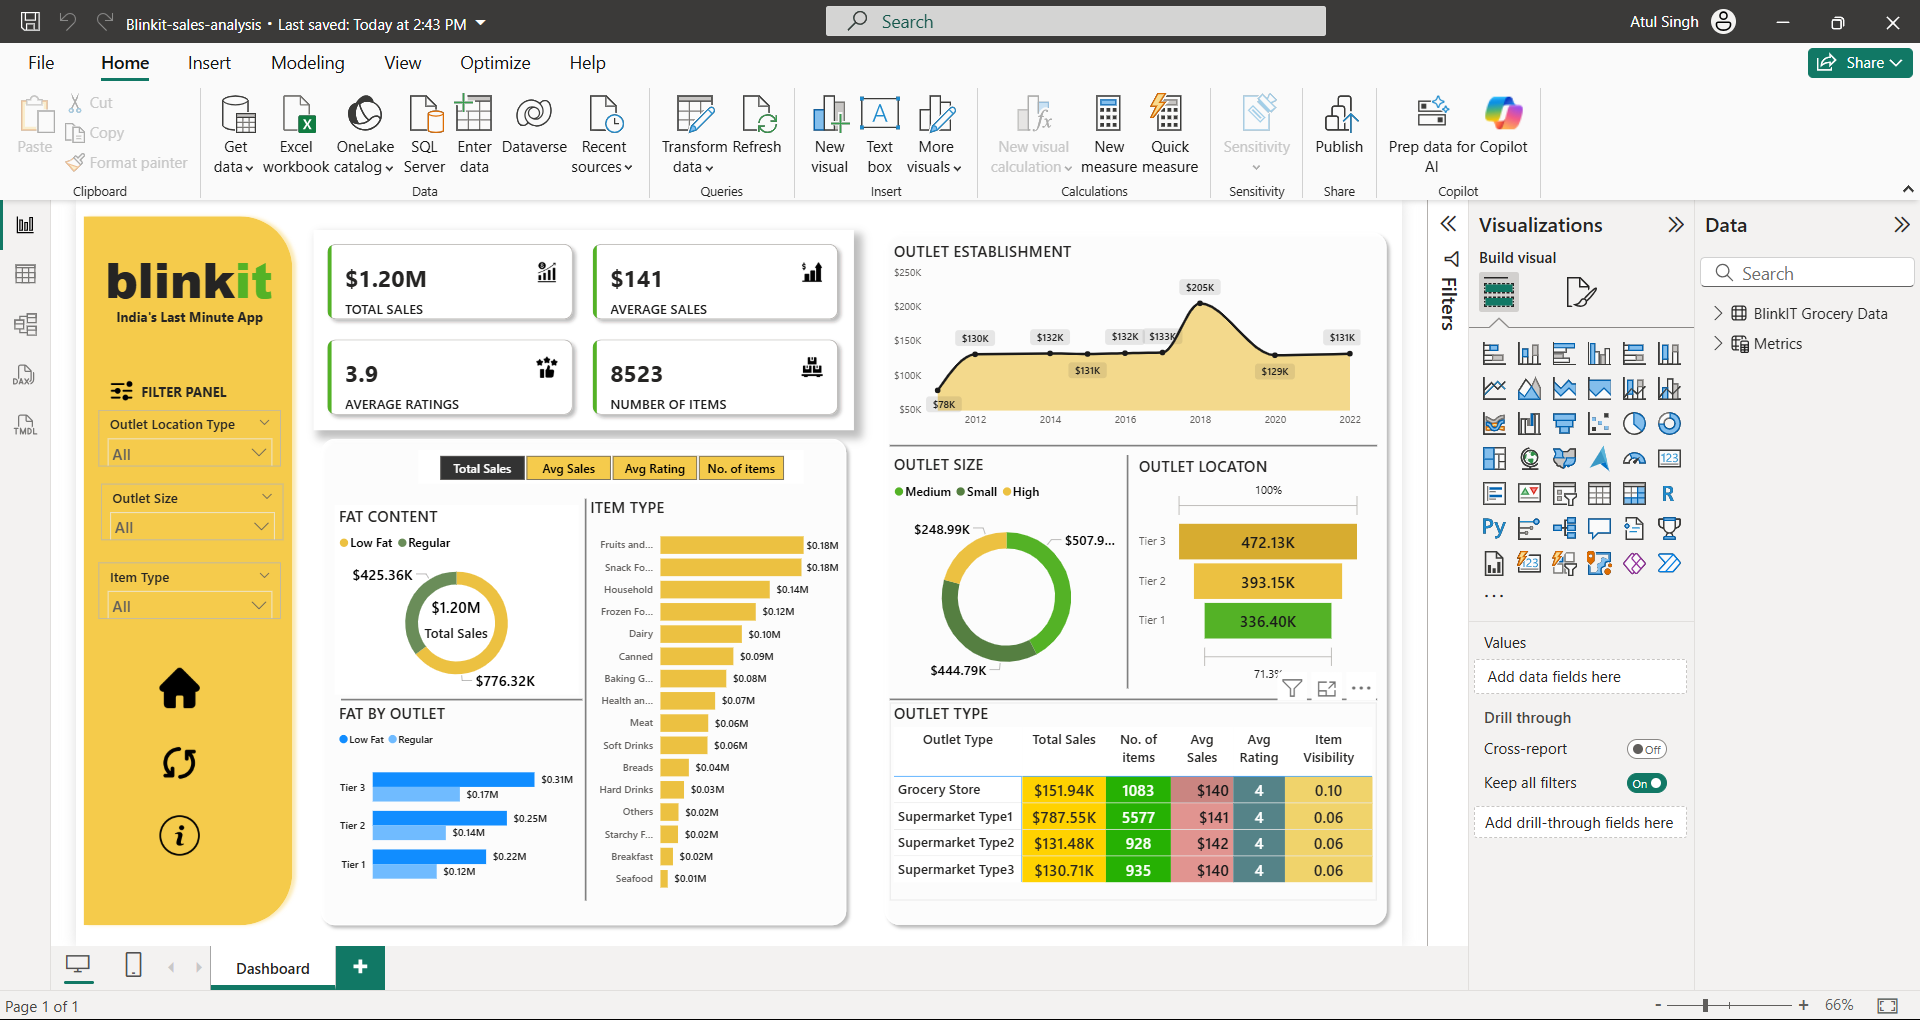 Blinkit-sales-analysis • Last saved: Today at 2:43 PM
Search
Atul Singh
File Home Insert Modeling View Optimize Help
Share
Paste
Cut
Copy
Format painter
Clipboard
Get data
Excel workbook
OneLake catalog
SQL Server
Enter data
Dataverse
Recent sources
Data
Transform data
Refresh
Queries
New visual
Text box
More visuals
Insert
New visual calculation
New measure
Quick measure
Calculations
Sensitivity
Sensitivity
Publish
Share
Prep data for AI
Copilot
Copilot
DAX
TMDL
blinkit
India's Last Minute App
FILTER PANEL
Outlet Location Type
All
Outlet Size
All
Item Type
All
$1.20M
TOTAL SALES
$141
AVERAGE SALES
3.9
AVERAGE RATINGS
8523
NUMBER OF ITEMS
Total Sales
Avg Sales
Avg Rating
No. of items
FAT CONTENT
Low Fat Regular
$425.36K
$1.20M
Total Sales
$776.32K
FAT BY OUTLET
Low Fat Regular
Tier 3 $0.31M
$0.17M
Tier 2 $0.25M
$0.14M
Tier 1 $0.22M
$0.12M
ITEM TYPE
Fruits and... $0.18M
Snack Fo... $0.18M
Household $0.14M
Frozen Fo... $0.12M
Dairy $0.10M
Canned $0.09M
Baking G... $0.08M
Health an... $0.07M
Meat $0.06M
Soft Drinks $0.06M
Breads $0.04M
Hard Drinks $0.03M
Others $0.02M
Starchy F... $0.02M
Breakfast $0.02M
Seafood $0.01M
OUTLET ESTABLISHMENT
$250K
$200K
$150K
$100K
$50K
$78K
$130K
$132K
$131K
$132K
$133K
$205K
$129K
$131K
2012 2014 2016 2018 2020 2022
OUTLET SIZE
Medium Small High
$248.99K
$507.9...
$444.79K
OUTLET LOCATON
100%
Tier 3 472.13K
Tier 2 393.15K
Tier 1 336.40K
71.3%
OUTLET TYPE
Outlet Type Total Sales No. of items Avg Sales Avg Rating Item Visibility
Grocery Store $151.94K 1083 $140 4 0.10
Supermarket Type1 $787.55K 5577 $141 4 0.06
Supermarket Type2 $131.48K 928 $142 4 0.06
Supermarket Type3 $130.71K 935 $140 4 0.06
Filters
Visualizations
Build visual
123
R
Py
123
...
Values
Add data fields here
Drill through
Cross-report
Off
Keep all filters
On
Add drill-through fields here
Data
Search
BlinkIT Grocery Data
Metrics
Dashboard
+
Page 1 of 1
- + 66%